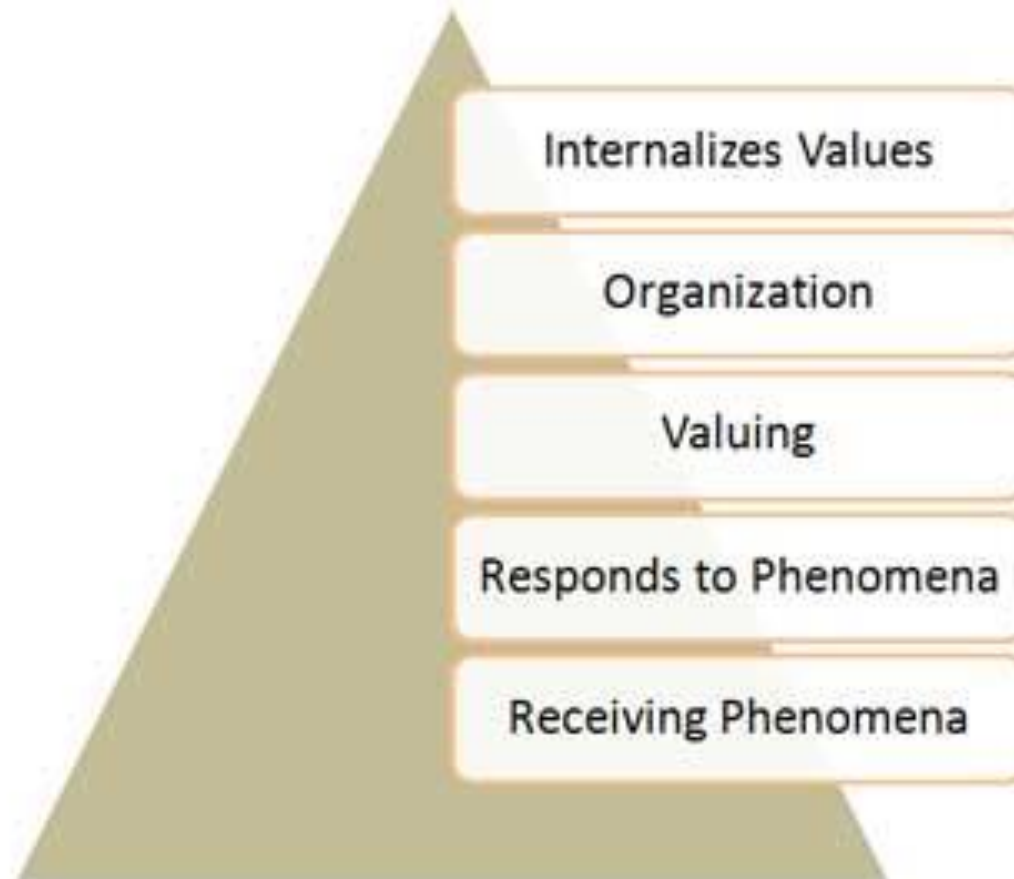 Internalizes Values
Organization
Valuing
Responds to Phenomena
Receiving Phenomena